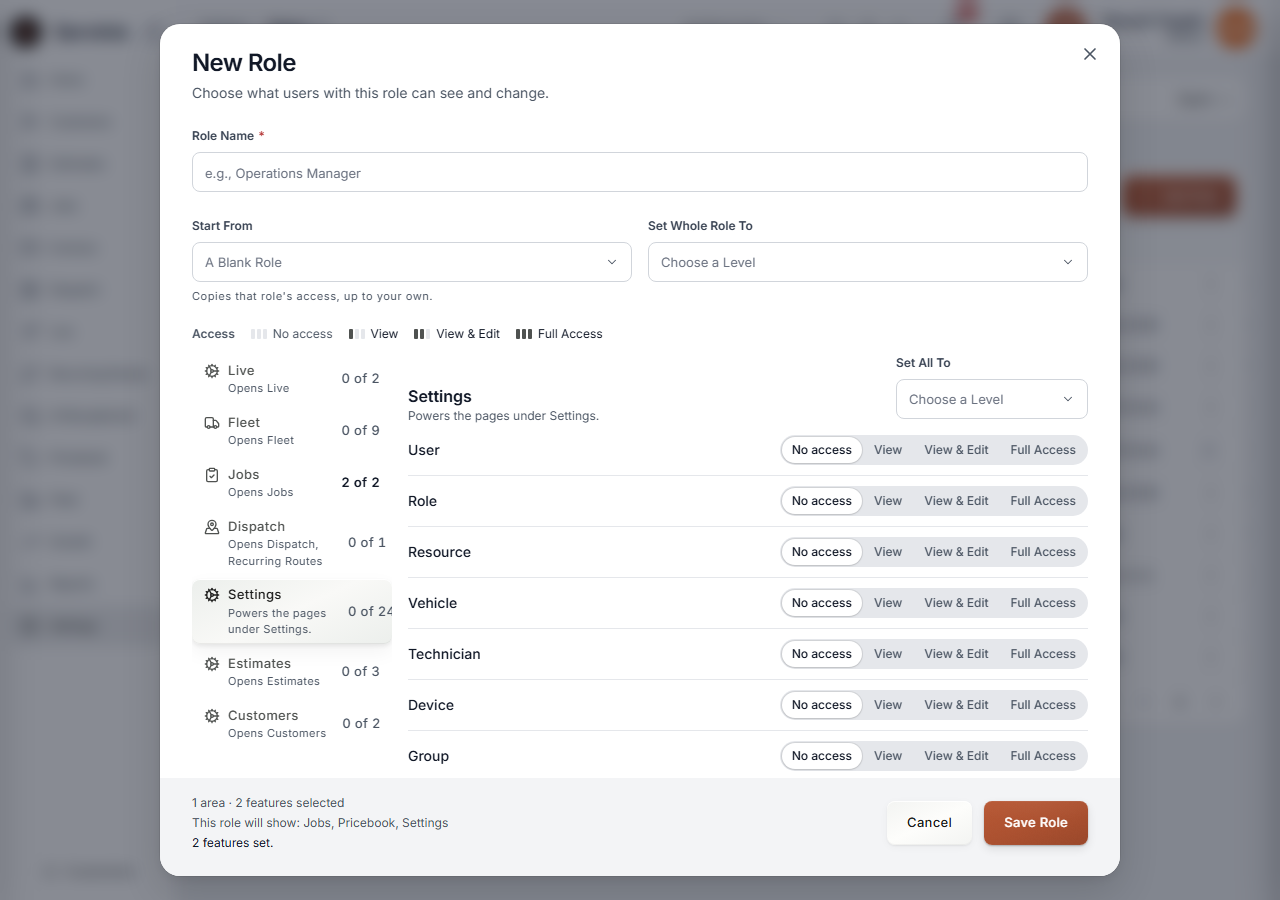 New Role
Choose what users with this role can see and change.
Role Name *
e.g., Operations Manager
Start From
Set Whole Role To
A Blank Role
Choose a Level
Copies that role's access, up to your own.
Access No access View View & Edit Full Access
Live
Opens Live
0 of 2
Fleet
Opens Fleet
0 of 9
Jobs
Opens Jobs
2 of 2
Dispatch
Opens Dispatch,
Recurring Routes
0 of 1
Settings
Powers the pages
under Settings.
0 of 24
Estimates
Opens Estimates
0 of 3
Customers
Opens Customers
0 of 2
Set All To
Choose a Level
Settings
Powers the pages under Settings.
User No access View View & Edit Full Access
Role No access View View & Edit Full Access
Resource No access View View & Edit Full Access
Vehicle No access View View & Edit Full Access
Technician No access View View & Edit Full Access
Device No access View View & Edit Full Access
Group No access View View & Edit Full Access
1 area · 2 features selected
This role will show: Jobs, Pricebook, Settings
2 features set.
Cancel
Save Role